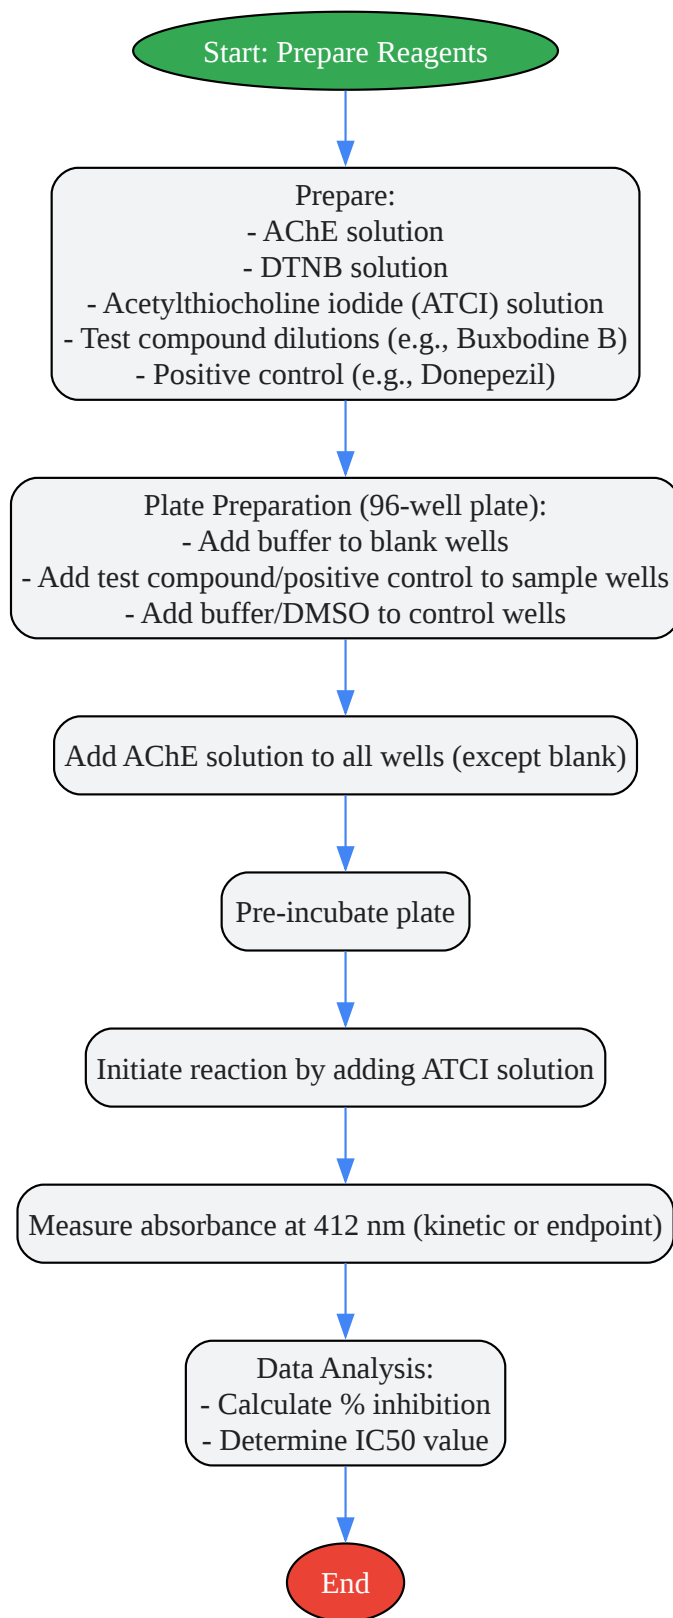 Start: Prepare Reagents
Prepare:
- AChE solution
- DTNB solution
- Acetylthiocholine iodide (ATCI) solution
- Test compound dilutions (e.g., Buxbodine B)
- Positive control (e.g., Donepezil)
Plate Preparation (96-well plate):
- Add buffer to blank wells
- Add test compound/positive control to sample wells
- Add buffer/DMSO to control wells
Add AChE solution to all wells (except blank)
Pre-incubate plate
Initiate reaction by adding ATCI solution
Measure absorbance at 412 nm (kinetic or endpoint)
Data Analysis:
- Calculate % inhibition
- Determine IC50 value
End